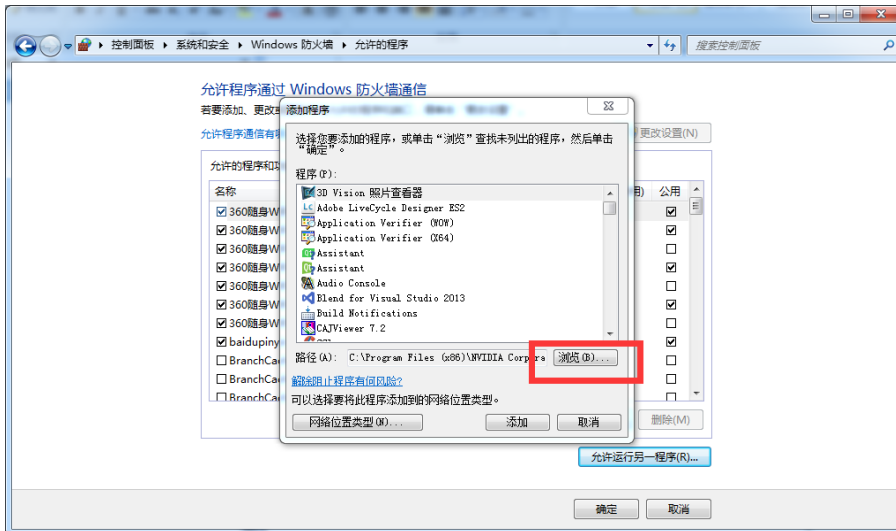 控制面板 ▸ 系统和安全 ▸ Windows 防火墙 ▸ 允许的程序
搜索控制面板
允许程序通过 Windows 防火墙通信
若要添加、更改
添加程序
允许程序通信有
更改设置(N)
选择您要添加的程序，或单击“浏览”查找未列出的程序，然后单击
“确定”。
允许的程序和功
程序(P):
名称
公用
3D Vision 照片查看器
360随身W
Adobe LiveCycle Designer ES2
360随身W
Application Verifier (WOW)
360随身W
Application Verifier (X64)
360随身W
Assistant
Assistant
360随身W
Audio Console
360随身W
Blend for Visual Studio 2013
360随身W
Build Notifications
CAJViewer 7.2
baidupiny
路径(A):
C:\Program Files (x86)\NVIDIA Corpora
浏览(B)...
BranchCac
解除阻止程序有何风险?
BranchCac
可以选择要将此程序添加到的网络位置类型。
BranchCa
网络位置类型(N)...
添加
取消
删除(M)
允许运行另一程序(R)...
确定
取消